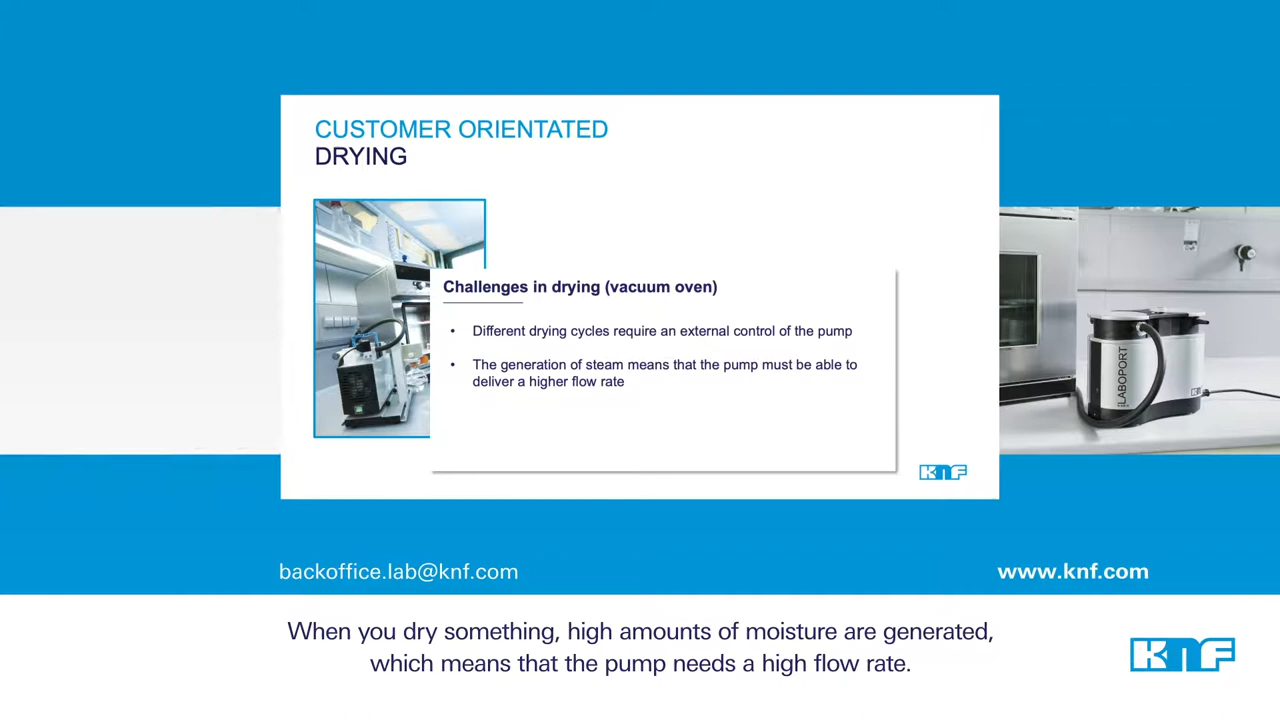 CUSTOMER ORIENTATED
DRYING
Challenges in drying (vacuum oven)
• Different drying cycles require an external control of the pump
• The generation of steam means that the pump must be able to
deliver a higher flow rate
KNF
LABOPORT
backoffice.lab@knf.com
www.knf.com
When you dry something, high amounts of moisture are generated,
which means that the pump needs a high flow rate.
KNF